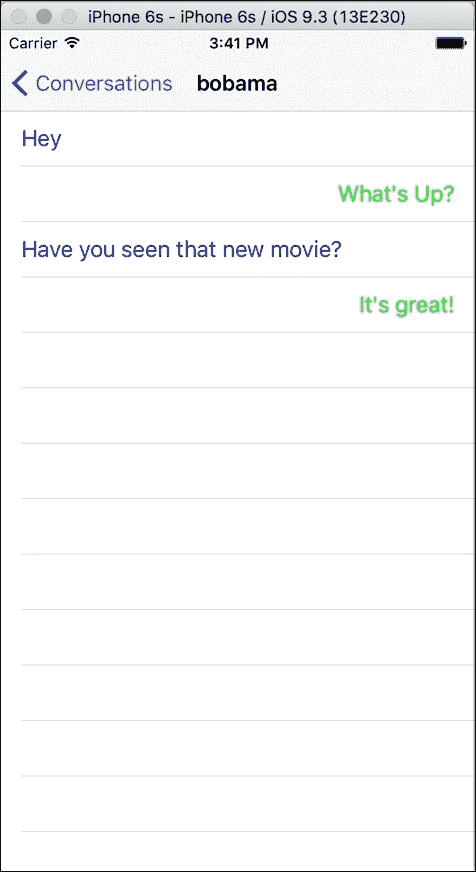 iPhone 6s - iPhone 6s / iOS 9.3 (13E230)
Carrier 3:41 PM
Conversations bobama
Hey
What's Up?
Have you seen that new movie?
It's great!